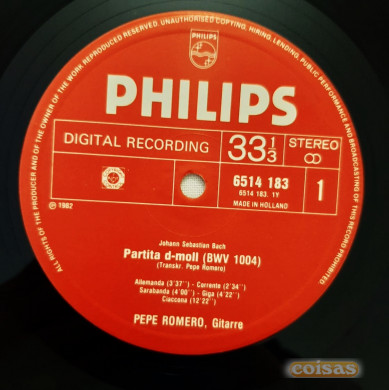 ALL RIGHTS OF THE PRODUCER AND OF THE OWNER OF THE WORK REPRODUCED RESERVED. UNAUTHORISED COPYING, HIRING, LENDING, PUBLIC PERFORMANCE AND BROADCASTING OF THIS RECORD PROHIBITED
PHILIPS
PHILIPS
DIGITAL RECORDING
33 1/3
STEREO
6514 183
6514 183. 1Y
MADE IN HOLLAND
1
℗ 1982
Johann Sebastian Bach
Partita d-moll (BWV 1004)
(Transkr. Pepe Romero)
Allemanda (3'37'') - Corrente (2'34'')
Sarabanda (4'00'') - Giga (4'22'')
Ciaccona (12'22'')
PEPE ROMERO, Gitarre
coisas